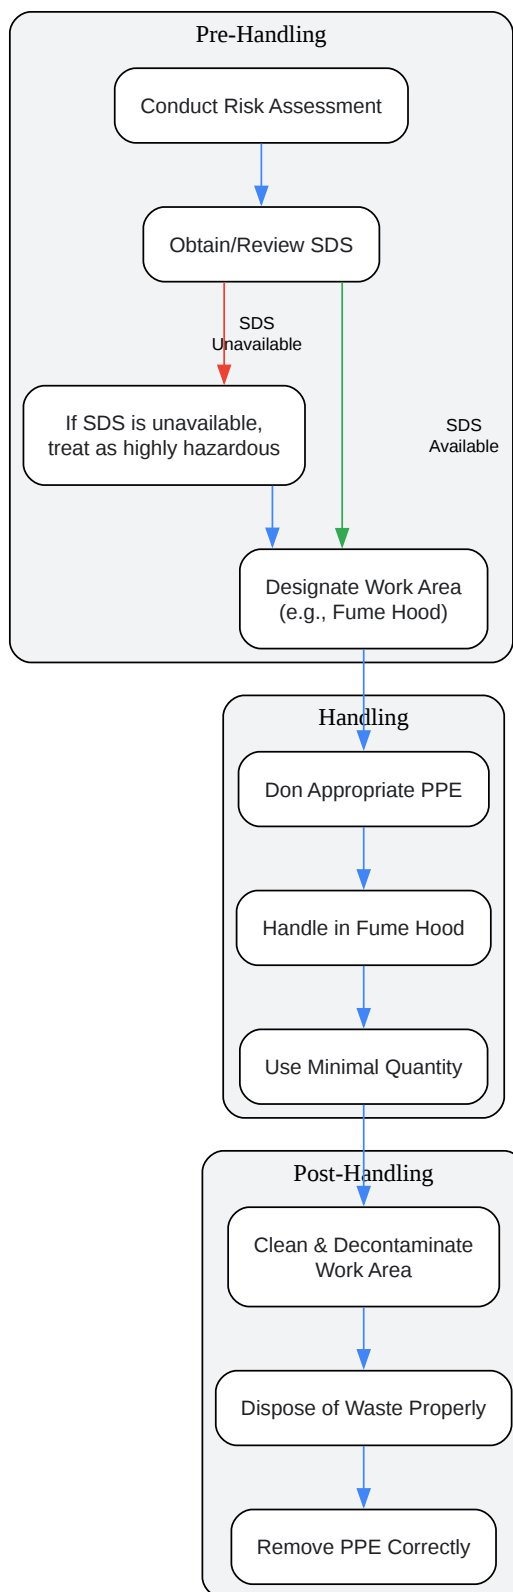 Pre-Handling
Conduct Risk Assessment
Obtain/Review SDS
SDS
Unavailable
If SDS is unavailable,
treat as highly hazardous
SDS
Available
Designate Work Area
(e.g., Fume Hood)
Handling
Don Appropriate PPE
Handle in Fume Hood
Use Minimal Quantity
Post-Handling
Clean & Decontaminate
Work Area
Dispose of Waste Properly
Remove PPE Correctly